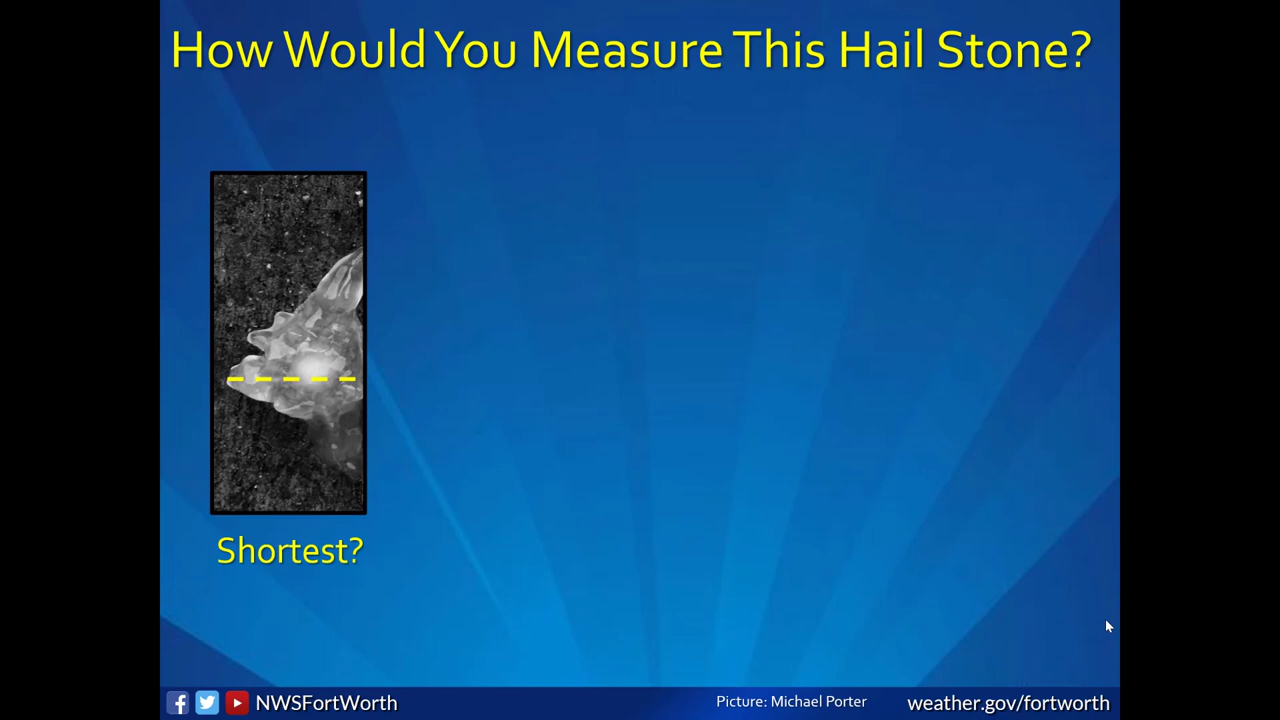 How Would You Measure This Hail Stone?
Shortest?
NWSFortWorth
Picture: Michael Porter
weather.gov/fortworth